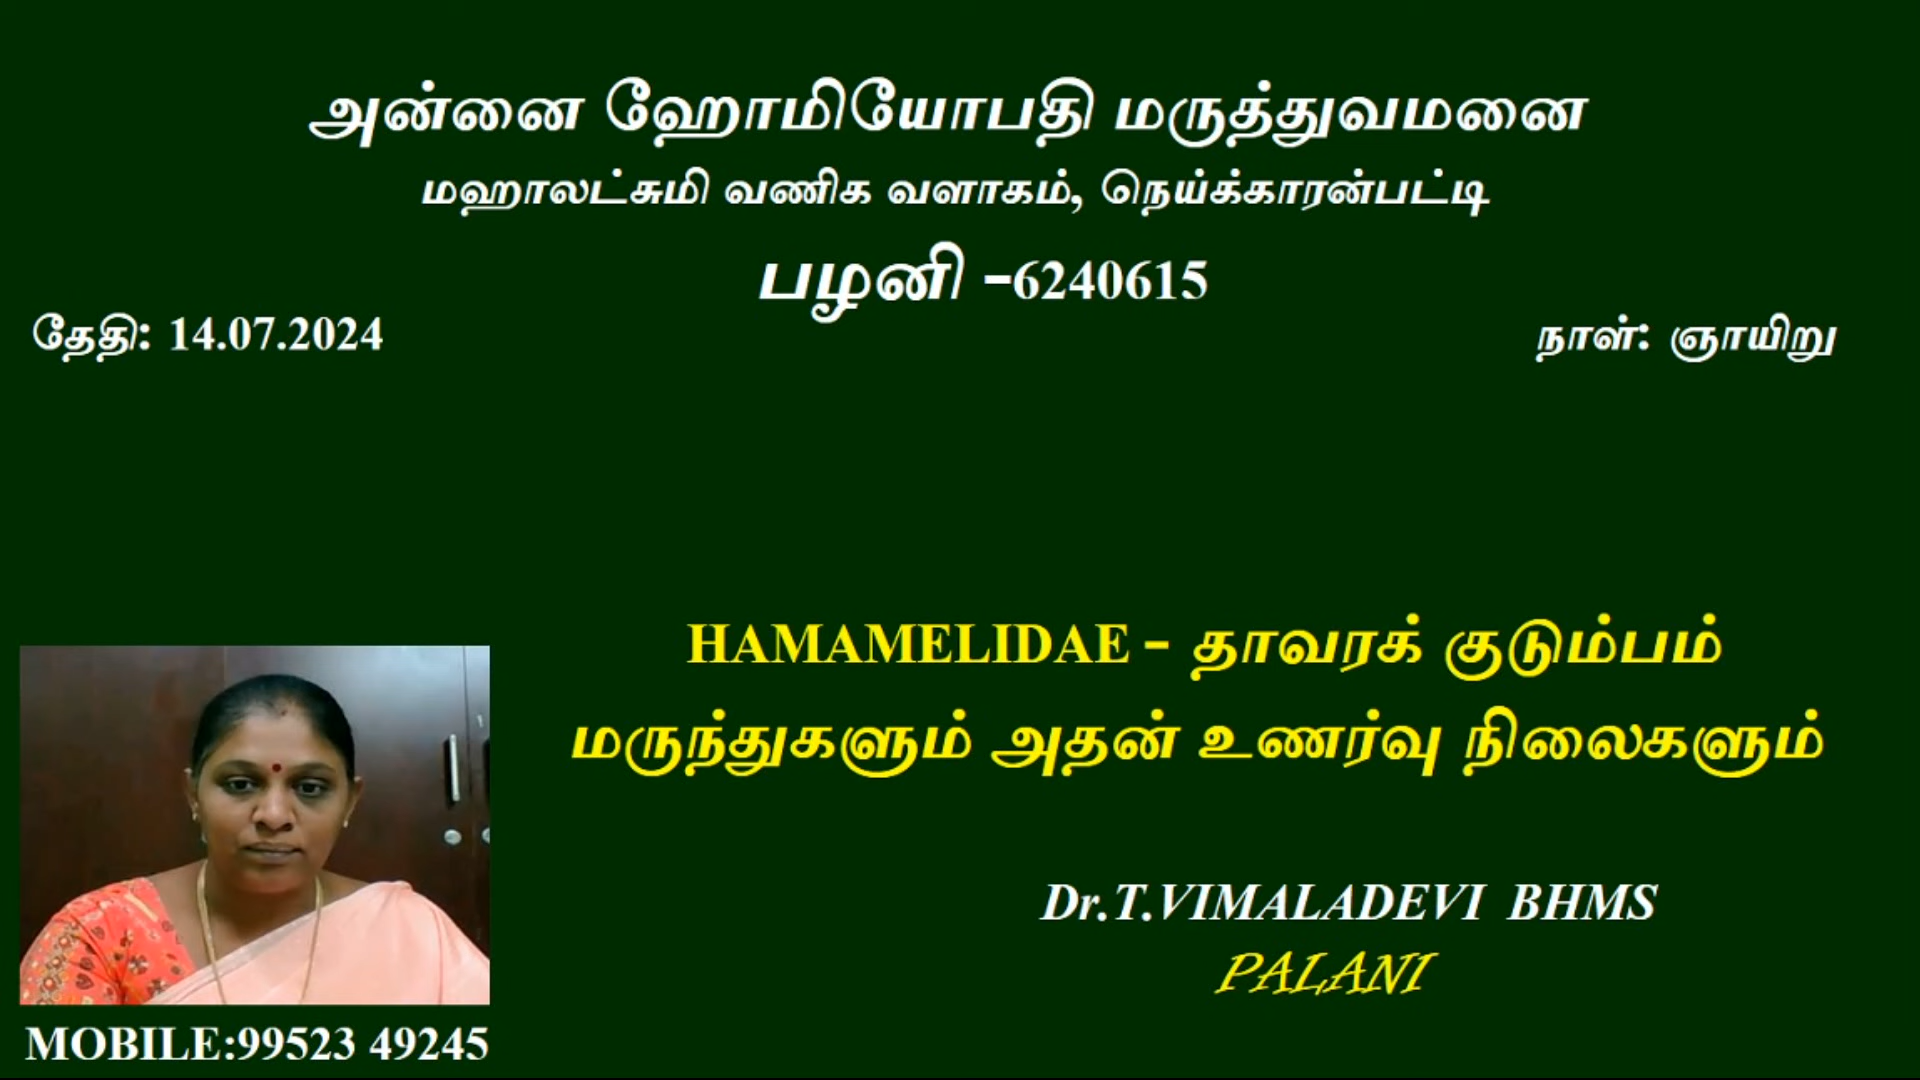 அன்னை ஹோமியோபதி மருத்துவமனை
மஹாலட்சுமி வணிக வளாகம், நெய்க்காரன்பட்டி
பழனி -6240615
தேதி: 14.07.2024
நாள்: ஞாயிறு
HAMAMELIDAE - தாவரக் குடும்பம்
மருந்துகளும் அதன் உணர்வு நிலைகளும்
Dr.T.VIMALADEVI BHMS
PALANI
MOBILE:99523 49245